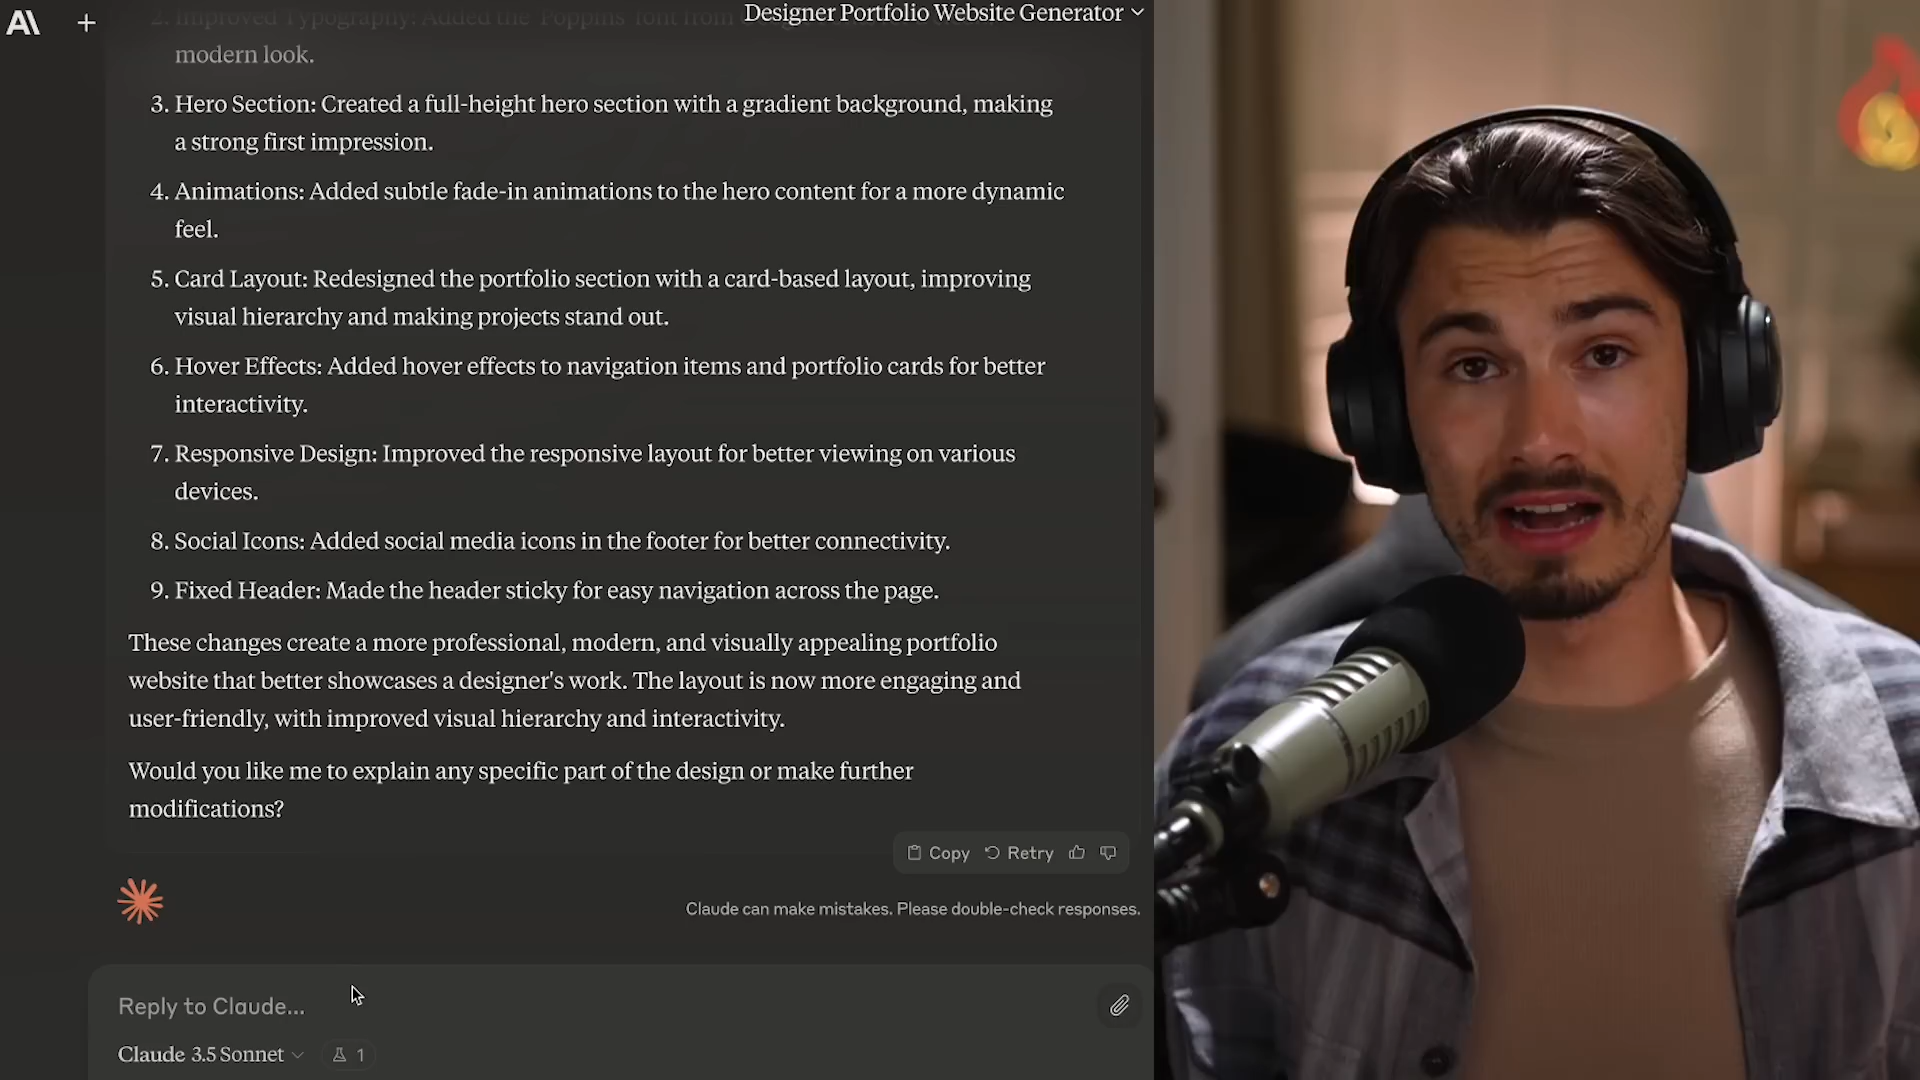 Designer Portfolio Website Generator
2. Improved Typography: Added the 'Poppins' font from
modern look.
3. Hero Section: Created a full-height hero section with a gradient background, making
a strong first impression.
4. Animations: Added subtle fade-in animations to the hero content for a more dynamic
feel.
5. Card Layout: Redesigned the portfolio section with a card-based layout, improving
visual hierarchy and making projects stand out.
6. Hover Effects: Added hover effects to navigation items and portfolio cards for better
interactivity.
7. Responsive Design: Improved the responsive layout for better viewing on various
devices.
8. Social Icons: Added social media icons in the footer for better connectivity.
9. Fixed Header: Made the header sticky for easy navigation across the page.
These changes create a more professional, modern, and visually appealing portfolio
website that better showcases a designer's work. The layout is now more engaging and
user-friendly, with improved visual hierarchy and interactivity.
Would you like me to explain any specific part of the design or make further
modifications?
Copy Retry
Claude can make mistakes. Please double-check responses.
Reply to Claude...
Claude 3.5 Sonnet 1